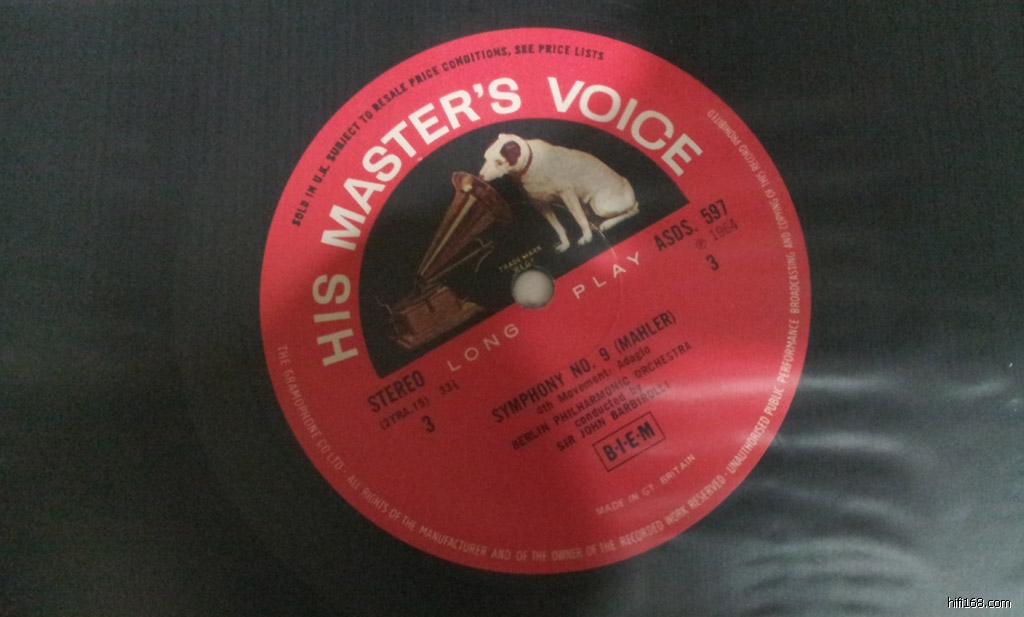 SOLD IN U.K. SUBJECT TO RESALE PRICE CONDITIONS, SEE PRICE LISTS
HIS MASTER'S VOICE
TRADE MARK
LONG PLAY
ASDS. 597
℗ 1964
3
STEREO
33⅓
3
SYMPHONY NO. 9 (MAHLER)
4th Movement: Adagio
BERLIN PHILHARMONIC ORCHESTRA
conducted by
SIR JOHN BARBIROLLI
B·I·E·M
MADE IN GT. BRITAIN
THE GRAMOPHONE CO LTD · ALL RIGHTS OF THE MANUFACTURER AND OF THE OWNER OF THE RECORDED WORK RESERVED · UNAUTHORISED PUBLIC PERFORMANCE BROADCASTING AND COPYING OF THIS RECORD PROHIBITED
hifi168.com